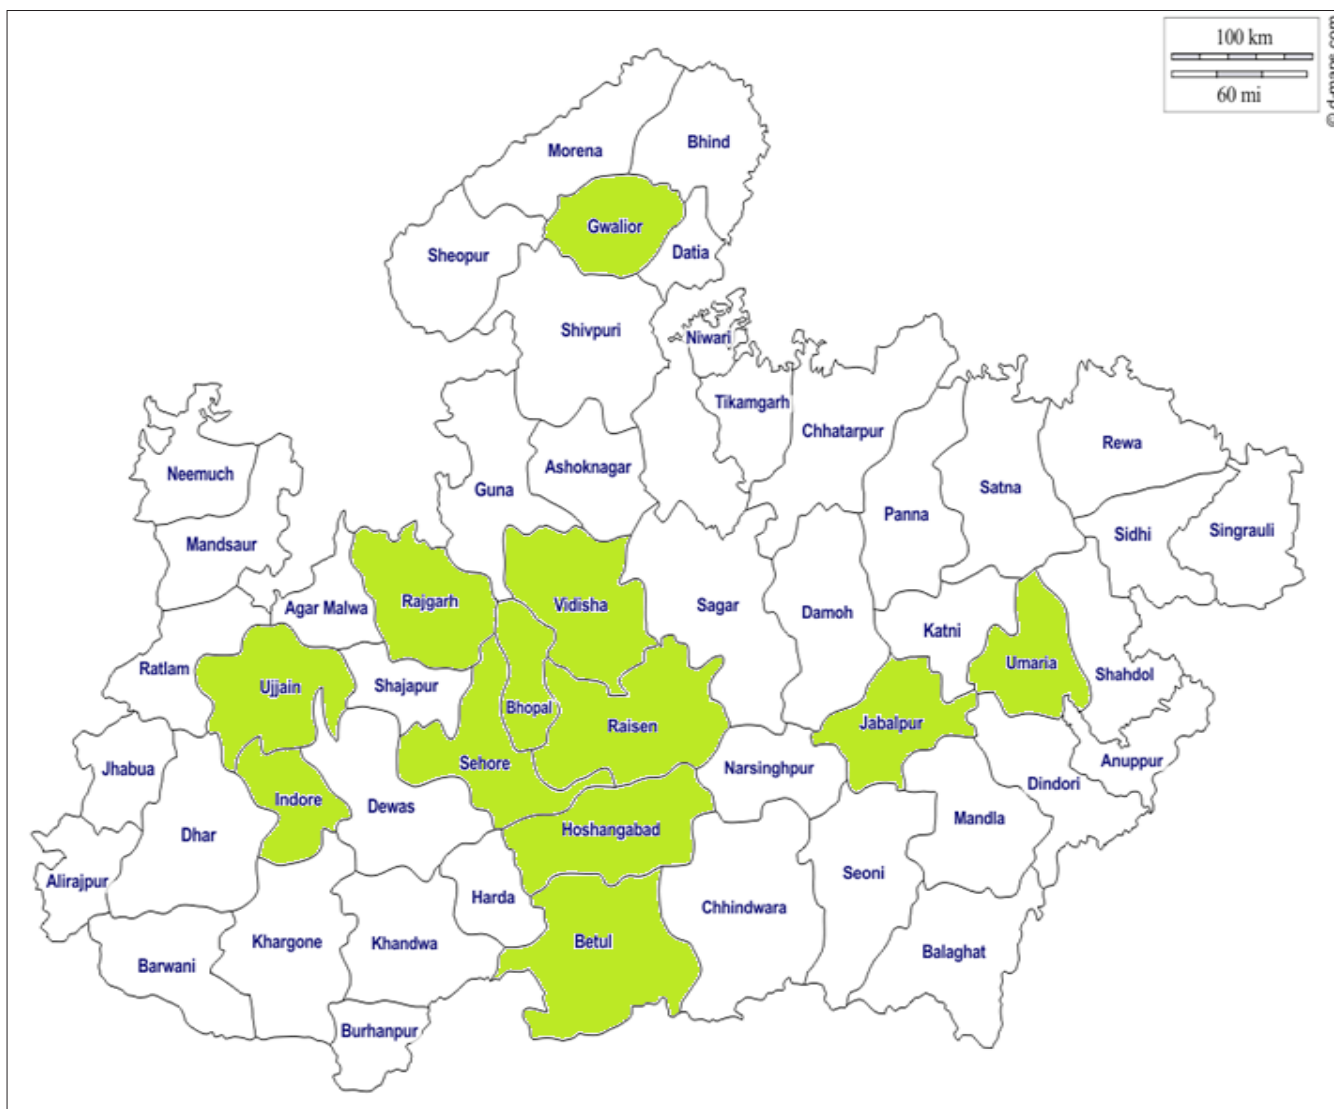 100 km
60 mi
© d-maps.com
Bhind
Morena
Gwalior
Datia
Sheopur
Shivpuri
Niwari
Tikamgarh
Chhatarpur
Rewa
Ashoknagar
Neemuch
Guna
Satna
Panna
Singrauli
Sidhi
Mandsaur
Rajgarh
Vidisha
Sagar
Agar Malwa
Damoh
Katni
Umaria
Ratlam
Shahdol
Ujjain
Shajapur
Bhopal
Jabalpur
Raisen
Anuppur
Sehore
Narsinghpur
Jhabua
Dindori
Indore
Dewas
Mandla
Hoshangabad
Dhar
Seoni
Alirajpur
Harda
Chhindwara
Khargone
Khandwa
Betul
Balaghat
Barwani
Burhanpur